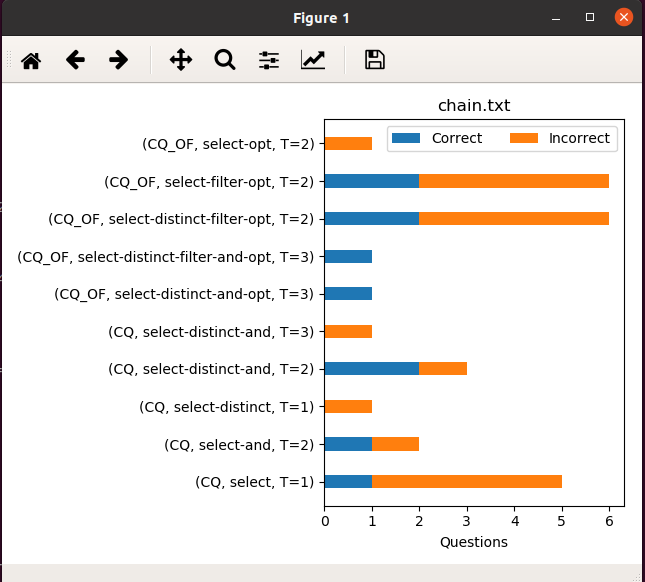 Figure 1
chain.txt
Correct Incorrect
(CQ_OF, select-opt, T=2)
(CQ_OF, select-filter-opt, T=2)
(CQ_OF, select-distinct-filter-opt, T=2)
(CQ_OF, select-distinct-filter-and-opt, T=3)
(CQ_OF, select-distinct-and-opt, T=3)
(CQ, select-distinct-and, T=3)
(CQ, select-distinct-and, T=2)
(CQ, select-distinct, T=1)
(CQ, select-and, T=2)
(CQ, select, T=1)
0 1 2 3 4 5 6
Questions